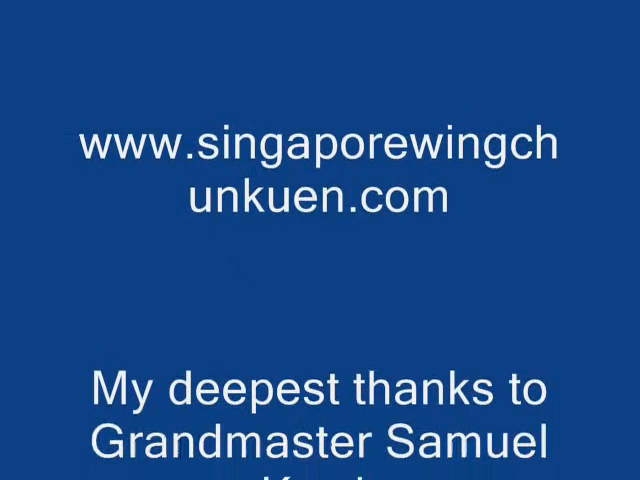 www.singaporewingch
unkuen.com
My deepest thanks to
Grandmaster Samuel